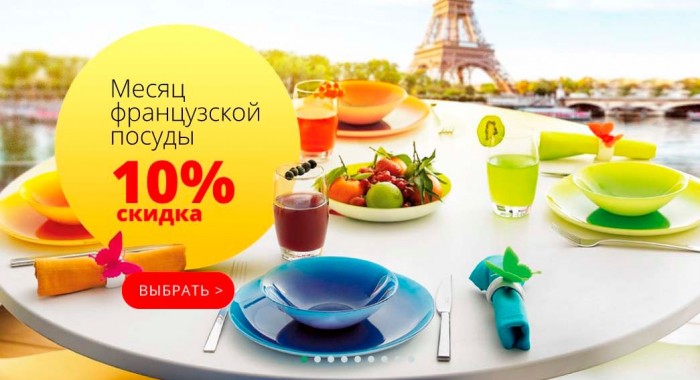 Месяц
французской
посуды
10%
скидка
ВЫБРАТЬ >